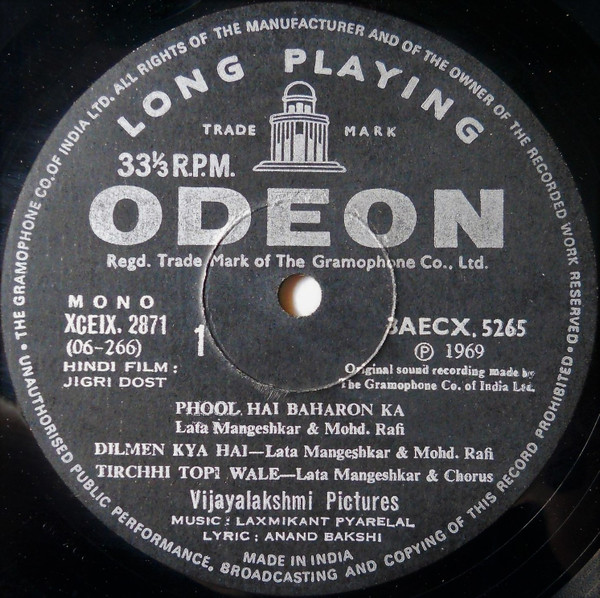 THE GRAMOPHONE CO. OF INDIA LTD. ALL RIGHTS OF THE MANUFACTURER AND OF THE OWNER OF THE RECORDED WORK RESERVED •
UNAUTHORISED PUBLIC PERFORMANCE, BROADCASTING AND COPYING OF THIS RECORD PROHIBITED •
LONG PLAYING
TRADE MARK
33⅓ R.P.M.
ODEON
Regd. Trade Mark of The Gramophone Co., Ltd.
MONO
XCEIX. 2871
(06-266)
1
3AECX. 5265
Ⓟ 1969
HINDI FILM :
JIGRI DOST
Original sound recording made by
The Gramophone Co. of India Ltd.
PHOOL HAI BAHARON KA
Lata Mangeshkar & Mohd. Rafi
DILMEN KYA HAI—Lata Mangeshkar & Mohd. Rafi
TIRCHHI TOPI WALE—Lata Mangeshkar & Chorus
Vijayalakshmi Pictures
MUSIC : LAXMIKANT PYARELAL
LYRIC : ANAND BAKSHI
MADE IN INDIA